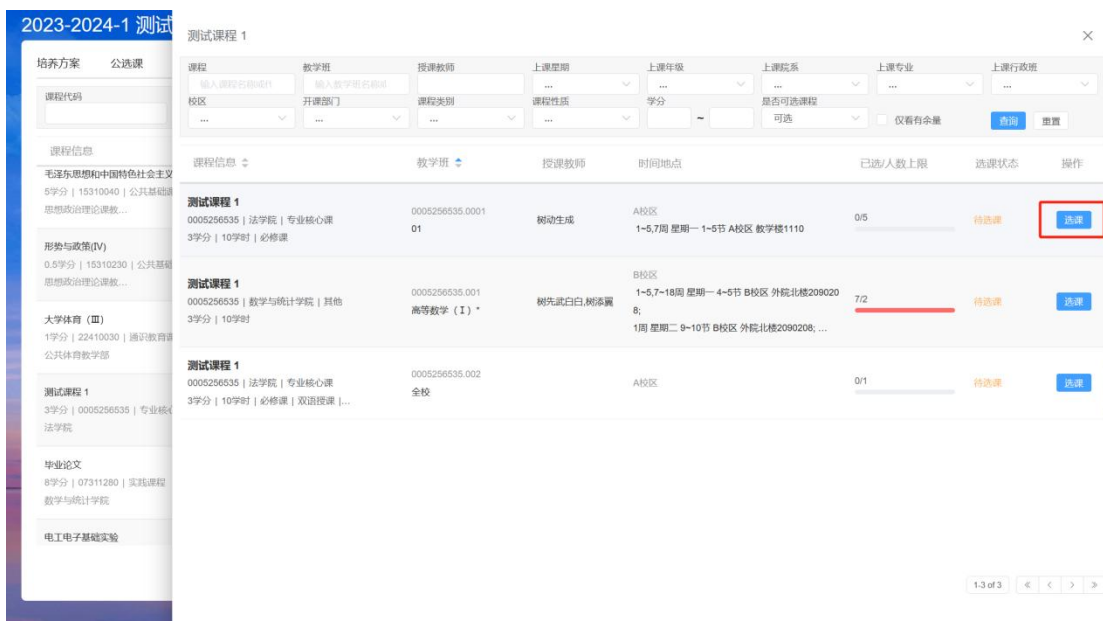 2023-2024-1 测试
培养方案 公选课
课程代码
课程信息
毛泽东思想和中国特色社会主义
5学分 | 15310040 | 公共基础课
思想政治理论课教...
形势与政策(IV)
0.5学分 | 15310230 | 公共基础
思想政治理论课教...
大学体育（Ⅲ）
1学分 | 22410030 | 通识教育课
公共体育教学部
测试课程 1
3学分 | 0005256535 | 专业核心
法学院
毕业论文
8学分 | 07311280 | 实践课程
数学与统计学院
电工电子基础实验
测试课程 1
课程 教学班 授课教师 上课星期 上课年级 上课院系 上课专业 上课行政班
输入课程名称 输入教学班名称 ... ... ... ... ...
校区 开课部门 课程类别 课程性质 学分 是否可选课程
... ... ... ... ~ 可选 仅看有余量 查询 重置
课程信息 教学班 授课教师 时间地点 已选/人数上限 选课状态 操作
测试课程 1
0005256535 | 法学院 | 专业核心课
3学分 | 10学时 | 必修课
0005256535.0001
01
树动生成
A校区
1~5,7周 星期一 1~5节 A校区 教学楼1110
0/5
待选课
选课
测试课程 1
0005256535 | 数学与统计学院 | 其他
3学分 | 10学时
0005256535.001
高等数学（Ⅰ）*
树先武白白,树添翼
B校区
1~5,7~18周 星期一 4~5节 B校区 外院北楼209020
8;
1周 星期二 9~10节 B校区 外院北楼2090208; ...
7/2
待选课
选课
测试课程 1
0005256535 | 法学院 | 专业核心课
3学分 | 10学时 | 必修课 | 双语授课 |...
0005256535.002
全校
A校区
0/1
待选课
选课
1-3 of 3